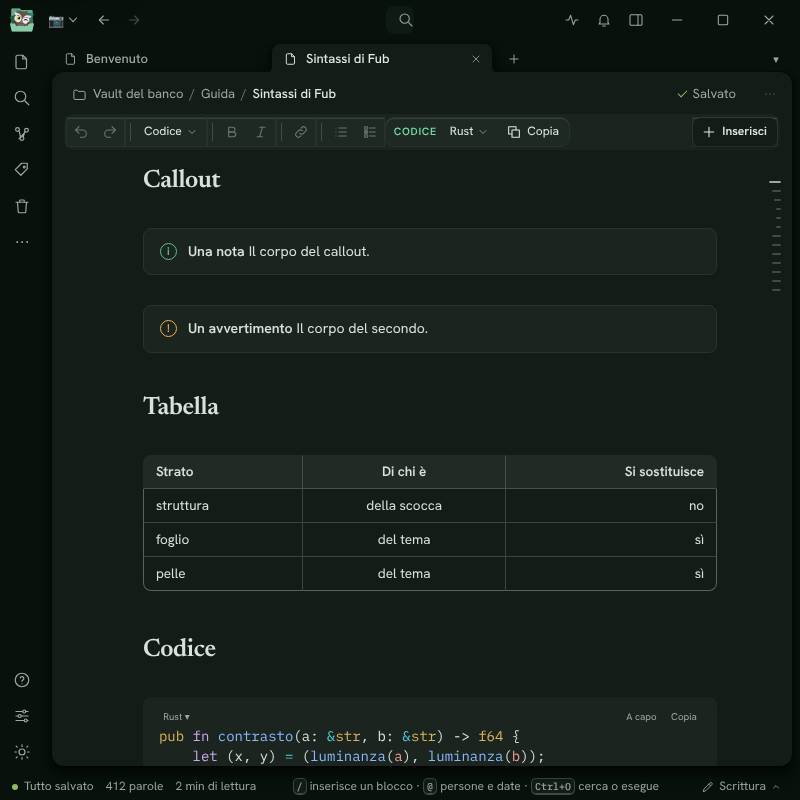 Benvenuto
Sintassi di Fub
Vault del banco / Guida / Sintassi di Fub
Salvato
Codice
B I
CODICE
Rust
Copia
Inserisci
Callout
Una nota Il corpo del callout.
Un avvertimento Il corpo del secondo.
Tabella
Strato Di chi è Si sostituisce
struttura della scocca no
foglio del tema sì
pelle del tema sì
Codice
Rust ▾ A capo Copia
pub fn contrasto(a: &str, b: &str) -> f64 {
let (x, y) = (luminanza(a), luminanza(b));
Tutto salvato 412 parole 2 min di lettura / inserisce un blocco · @ persone e date · Ctrl+O cerca o esegue Scrittura